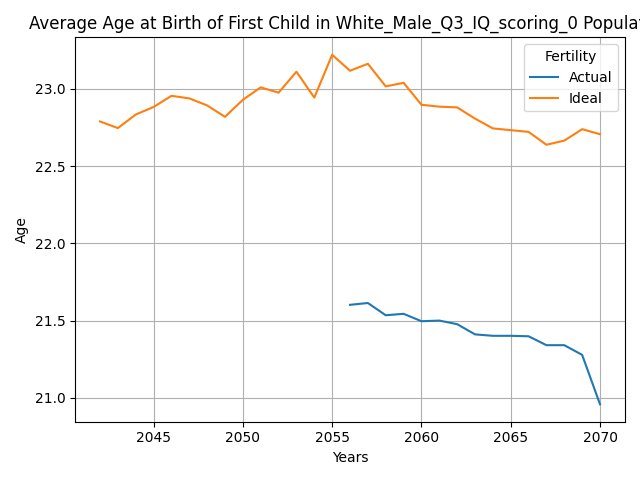 Average Age at Birth of First Child in White_Male_Q3_IQ_scoring_0 Populat
Fertility
Actual
Ideal
23.0
22.5
22.0
21.5
21.0
Age
2045 2050 2055 2060 2065 2070
Years